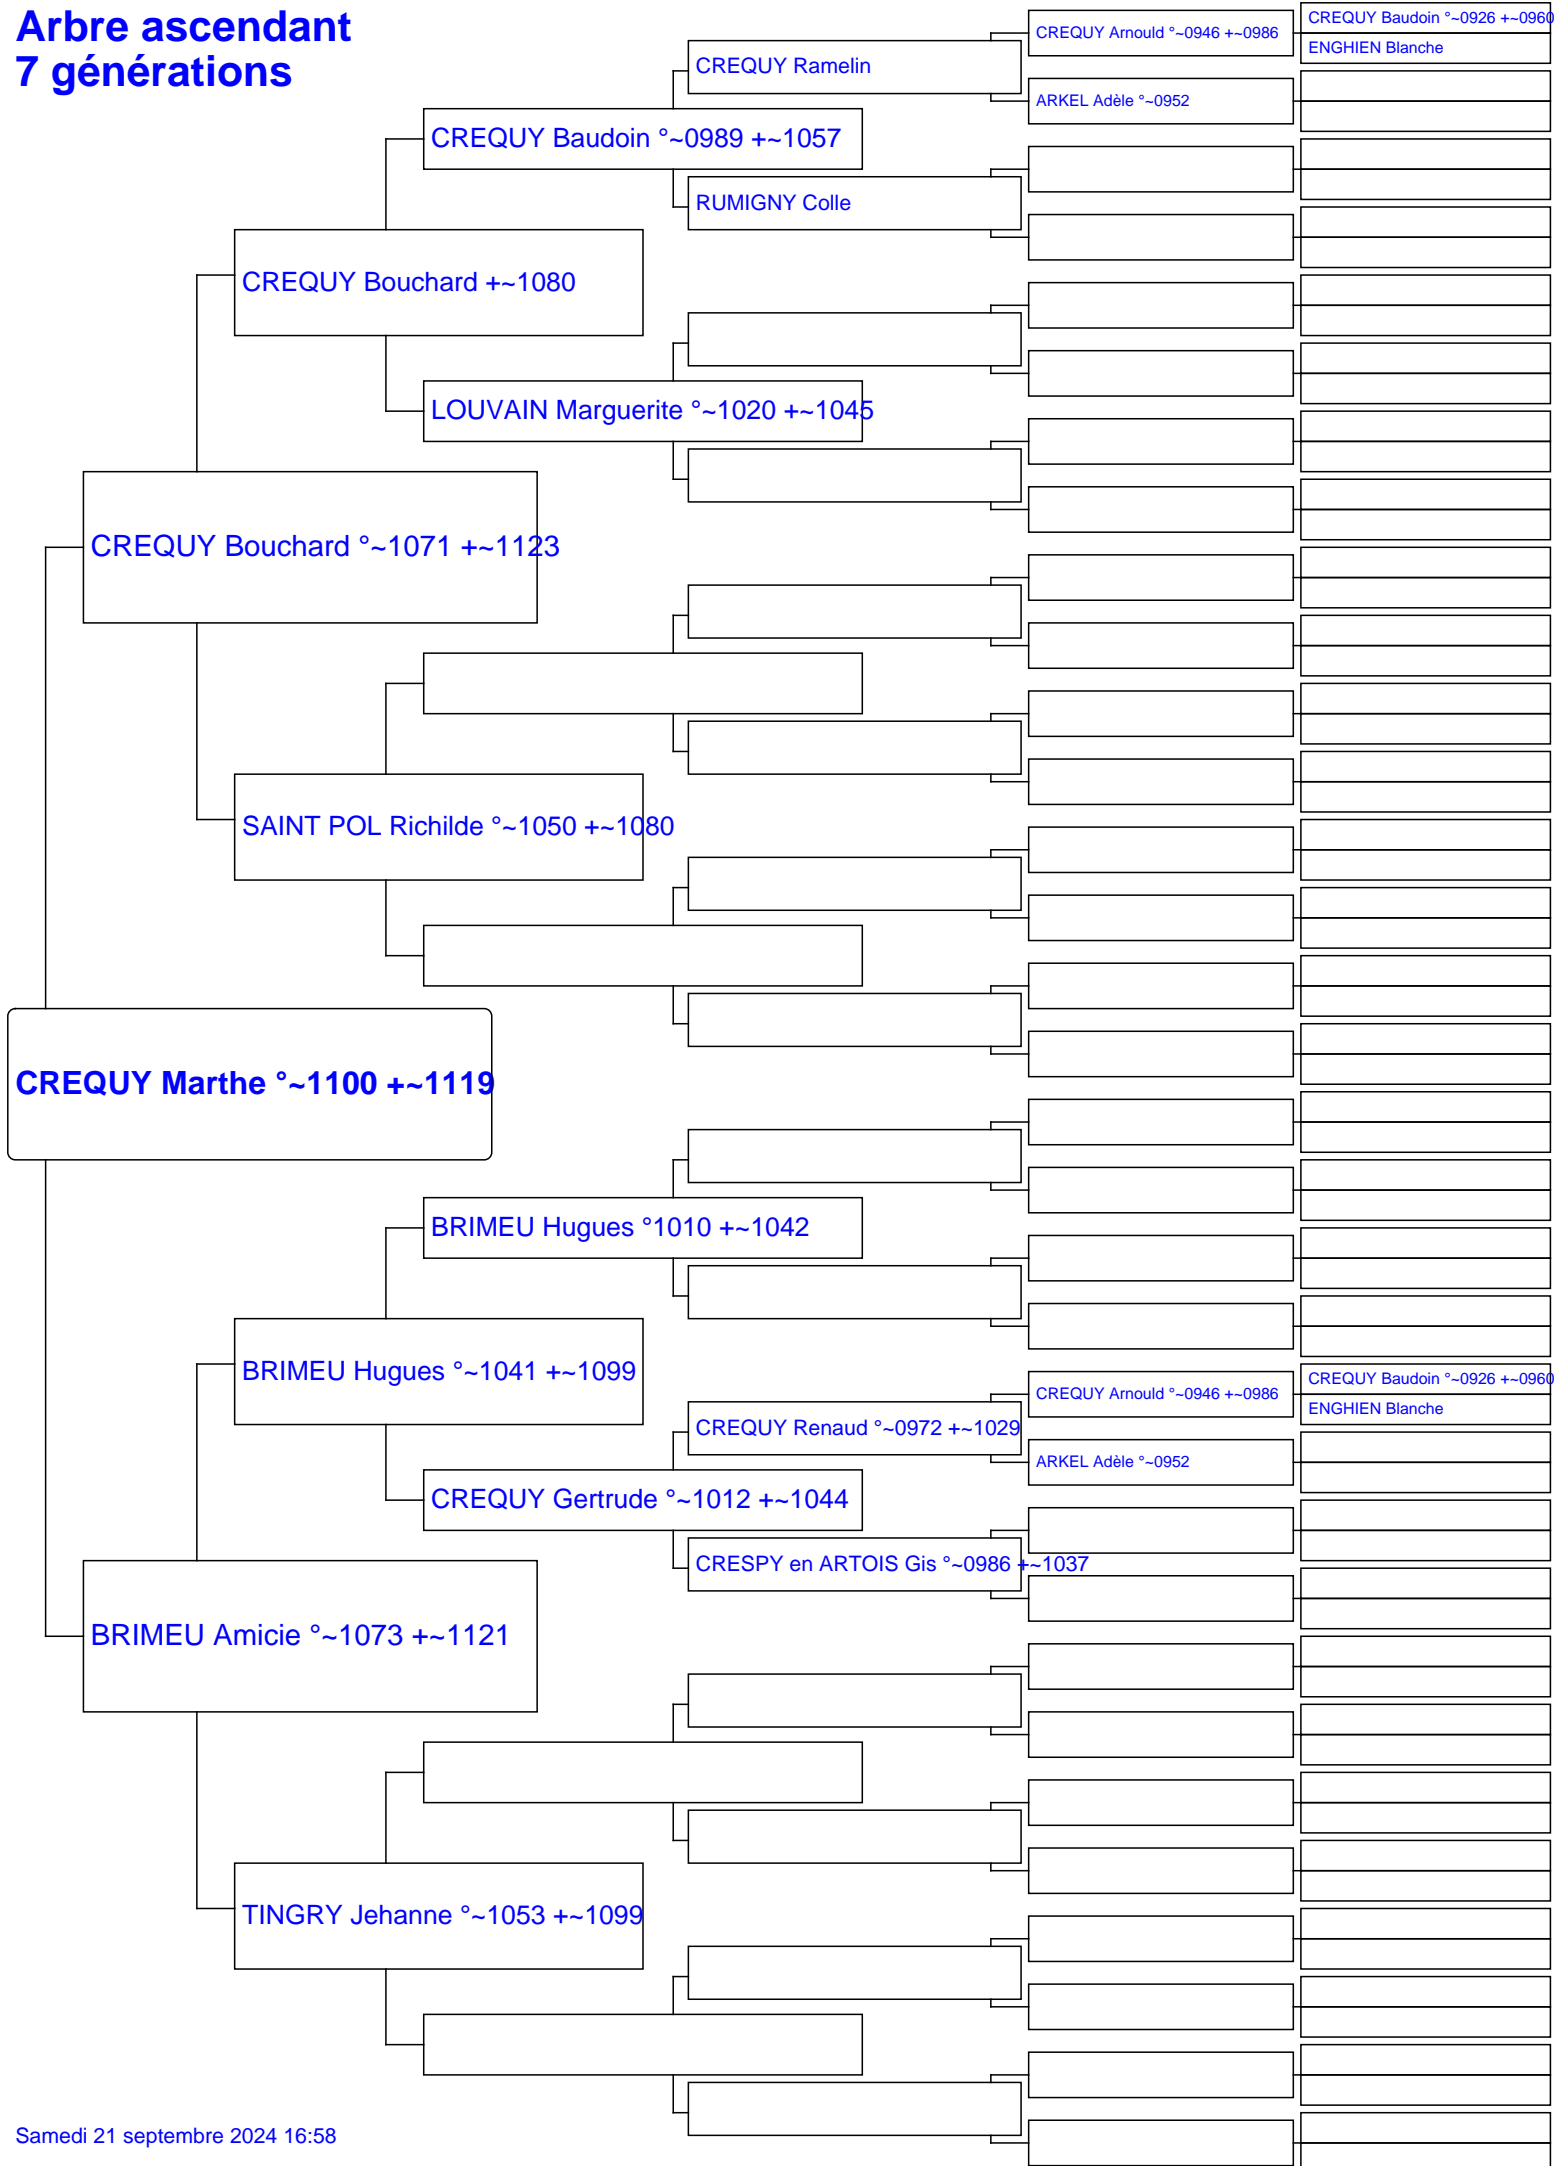 Arbre ascendant
7 générations
CREQUY Arnould °~0946 +~0986
CREQUY Baudoin °~0926 +~0960
ENGHIEN Blanche
CREQUY Ramelin
ARKEL Adèle °~0952
CREQUY Baudoin °~0989 +~1057
RUMIGNY Colle
CREQUY Bouchard +~1080
LOUVAIN Marguerite °~1020 +~1045
CREQUY Bouchard °~1071 +~1123
SAINT POL Richilde °~1050 +~1080
CREQUY Marthe °~1100 +~1119
BRIMEU Hugues °1010 +~1042
BRIMEU Hugues °~1041 +~1099
CREQUY Arnould °~0946 +~0986
CREQUY Baudoin °~0926 +~0960
ENGHIEN Blanche
CREQUY Renaud °~0972 +~1029
ARKEL Adèle °~0952
CREQUY Gertrude °~1012 +~1044
CRESPY en ARTOIS Gis °~0986 +~1037
BRIMEU Amicie °~1073 +~1121
TINGRY Jehanne °~1053 +~1099
Samedi 21 septembre 2024 16:58